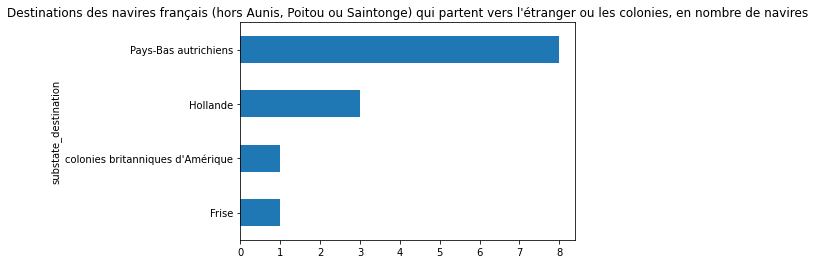 Destinations des navires français (hors Aunis, Poitou ou Saintonge) qui partent vers l'étranger ou les colonies, en nombre de navires
substate_destination
Pays-Bas autrichiens
Hollande
colonies britanniques d'Amérique
Frise
0 1 2 3 4 5 6 7 8